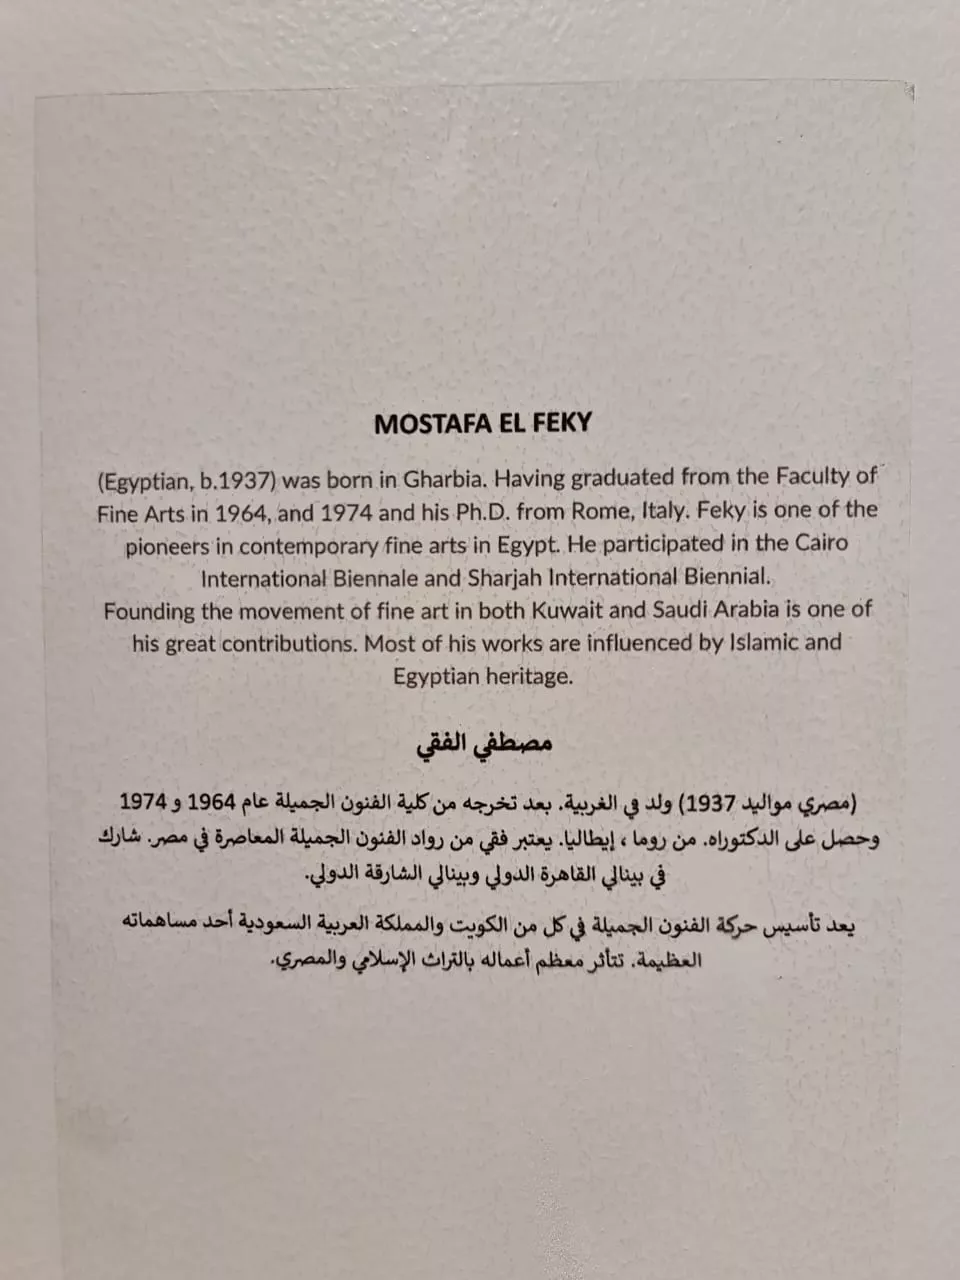 MOSTAFA EL FEKY
(Egyptian, b.1937) was born in Gharbia. Having graduated from the Faculty of
Fine Arts in 1964, and 1974 and his Ph.D. from Rome, Italy. Feky is one of the
pioneers in contemporary fine arts in Egypt. He participated in the Cairo
International Biennale and Sharjah International Biennial.
Founding the movement of fine art in both Kuwait and Saudi Arabia is one of
his great contributions. Most of his works are influenced by Islamic and
Egyptian heritage.
مصطفي الفقي
(مصري مواليد 1937) ولد في الغربية. بعد تخرجه من كلية الفنون الجميلة عام 1964 و 1974
وحصل على الدكتوراه. من روما ، إيطاليا. يعتبر فقي من رواد الفنون الجميلة المعاصرة في مصر. شارك
في بينالي القاهرة الدولي وبينالي الشارقة الدولي.
يعد تأسيس حركة الفنون الجميلة في كل من الكويت والمملكة العربية السعودية أحد مساهماته
العظيمة. تتأثر معظم أعماله بالتراث الإسلامي والمصري.